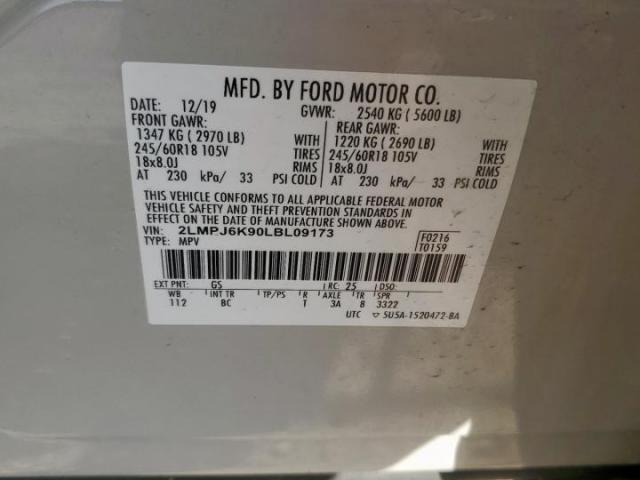 MFD. BY FORD MOTOR CO.
DATE: 12/19 GVWR: 2540 KG ( 5600 LB)
FRONT GAWR: REAR GAWR:
1347 KG ( 2970 LB) WITH 1220 KG ( 2690 LB) WITH
245/60R18 105V TIRES 245/60R18 105V TIRES
18x8.0J RIMS 18x8.0J RIMS
AT 230 kPa/ 33 PSI COLD AT 230 kPa/ 33 PSI COLD
THIS VEHICLE CONFORMS TO ALL APPLICABLE FEDERAL MOTOR
VEHICLE SAFETY AND THEFT PREVENTION STANDARDS IN
EFFECT ON THE DATE OF MANUFACTURE SHOWN ABOVE.
VIN: 2LMPJ6K90LBL09173 F0216
TYPE: MPV T0159
EXT PNT: GS RC: 25 DSO:
WB INT TR TP/PS R AXLE TR SPR
112 BC T 3A 8 3322
UTC ▽ 5U5A-1520472-BA